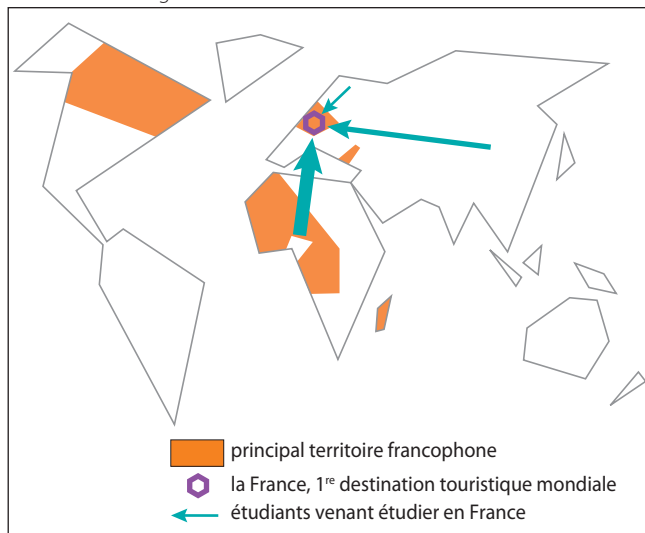 principal territoire francophone
la France, 1re destination touristique mondiale
étudiants venant étudier en France